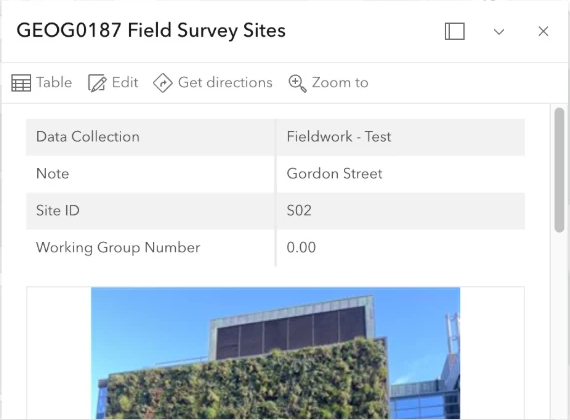 GEOG0187 Field Survey Sites
Table Edit Get directions Zoom to
Data Collection Fieldwork - Test
Note Gordon Street
Site ID S02
Working Group Number 0.00